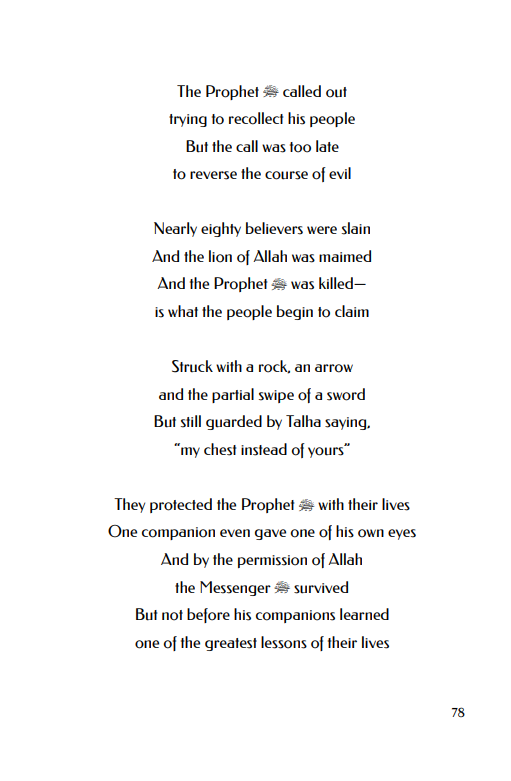 The Prophet ﷺ called out
trying to recollect his people
But the call was too late
to reverse the course of evil
Nearly eighty believers were slain
And the lion of Allah was maimed
And the Prophet ﷺ was killed—
is what the people begin to claim
Struck with a rock, an arrow
and the partial swipe of a sword
But still guarded by Talha saying,
“my chest instead of yours”
They protected the Prophet ﷺ with their lives
One companion even gave one of his own eyes
And by the permission of Allah
the Messenger ﷺ survived
But not before his companions learned
one of the greatest lessons of their lives
78